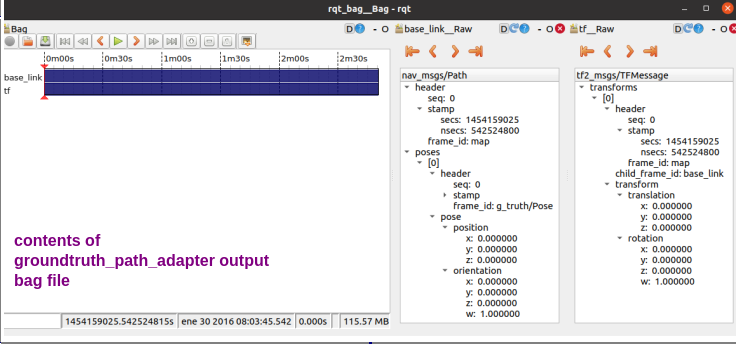 rqt_bag__Bag - rqt
Bag
D - O
base_link__Raw
D - O
tf__Raw
D - O
0m00s 0m30s 1m00s 1m30s 2m00s 2m30s
base_link
tf
contents of
groundtruth_path_adapter output
bag file
1454159025.542524815s ene 30 2016 08:03:45.542 0.000s 115.57 MB
nav_msgs/Path
header
seq: 0
stamp
secs: 1454159025
nsecs: 542524800
frame_id: map
poses
[0]
header
seq: 0
stamp
frame_id: g_truth/Pose
pose
position
x: 0.000000
y: 0.000000
z: 0.000000
orientation
x: 0.000000
y: 0.000000
z: 0.000000
w: 1.000000
tf2_msgs/TFMessage
transforms
[0]
header
seq: 0
stamp
secs: 1454159025
nsecs: 542524800
frame_id: map
child_frame_id: base_link
transform
translation
x: 0.000000
y: 0.000000
z: 0.000000
rotation
x: 0.000000
y: 0.000000
z: 0.000000
w: 1.000000